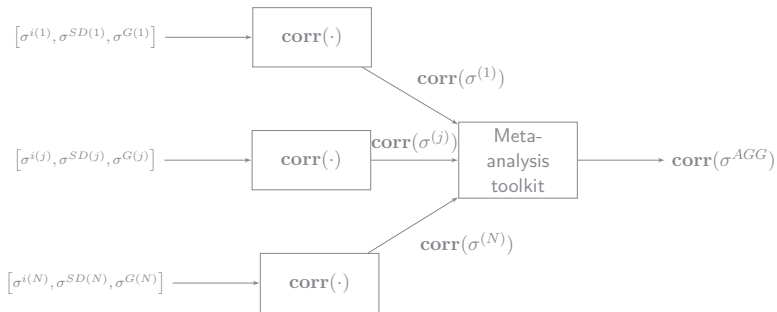 [σ^{i(1)}, σ^{SD(1)}, σ^{G(1)}]
corr(·)
corr(σ^{(1)})
[σ^{i(j)}, σ^{SD(j)}, σ^{G(j)}]
corr(·)
corr(σ^{(j)})
Meta-
analysis
toolkit
corr(σ^{AGG})
[σ^{i(N)}, σ^{SD(N)}, σ^{G(N)}]
corr(·)
corr(σ^{(N)})